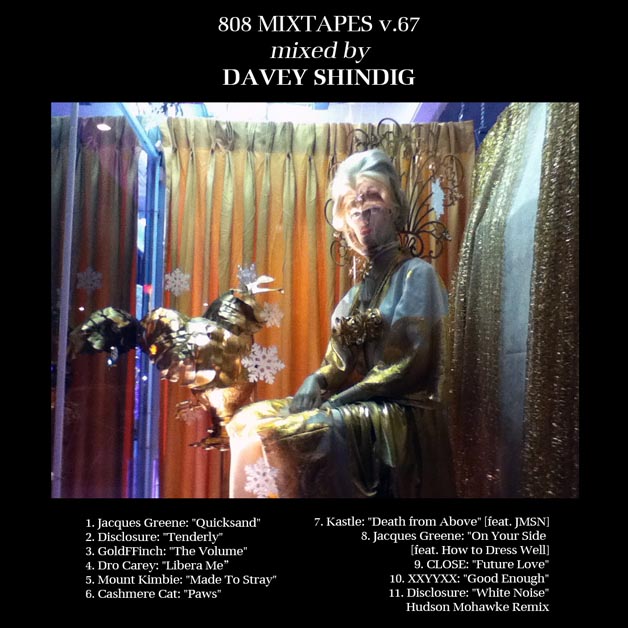 808 MIXTAPES v.67
mixed by
DAVEY SHINDIG
1. Jacques Greene: "Quicksand"
2. Disclosure: "Tenderly"
3. GoldFFinch: "The Volume"
4. Dro Carey: "Libera Me”
5. Mount Kimbie: "Made To Stray"
6. Cashmere Cat: "Paws"
7. Kastle: "Death from Above" [feat. JMSN]
8. Jacques Greene: "On Your Side
[feat. How to Dress Well]
9. CLOSE: "Future Love"
10. XXYYXX: "Good Enough"
11. Disclosure: "White Noise"
Hudson Mohawke Remix